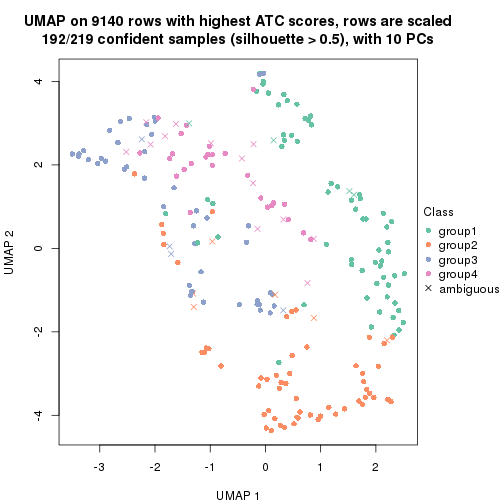 UMAP on 9140 rows with highest ATC scores, rows are scaled
192/219 confident samples (silhouette > 0.5), with 10 PCs
4
2
0
-2
-4
UMAP 2
-3
-2
-1
0
1
2
UMAP 1
Class
group1
group2
group3
group4
ambiguous